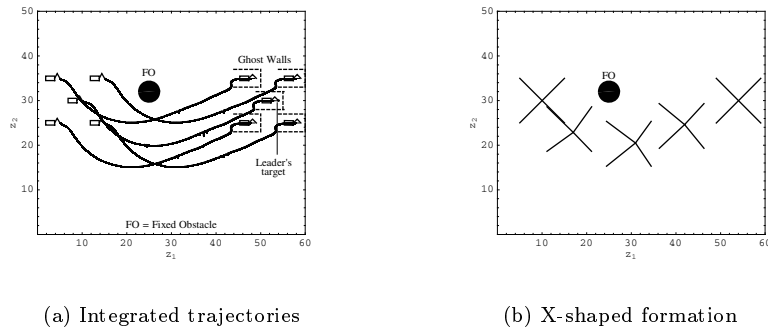 50
40
30
20
10
z2
FO
Ghost Walls
Leader's
target
FO = Fixed Obstacle
10 20 30 40 50 60
z1
50
40
30
20
10
z2
FO
10 20 30 40 50 60
z1
(a) Integrated trajectories
(b) X-shaped formation